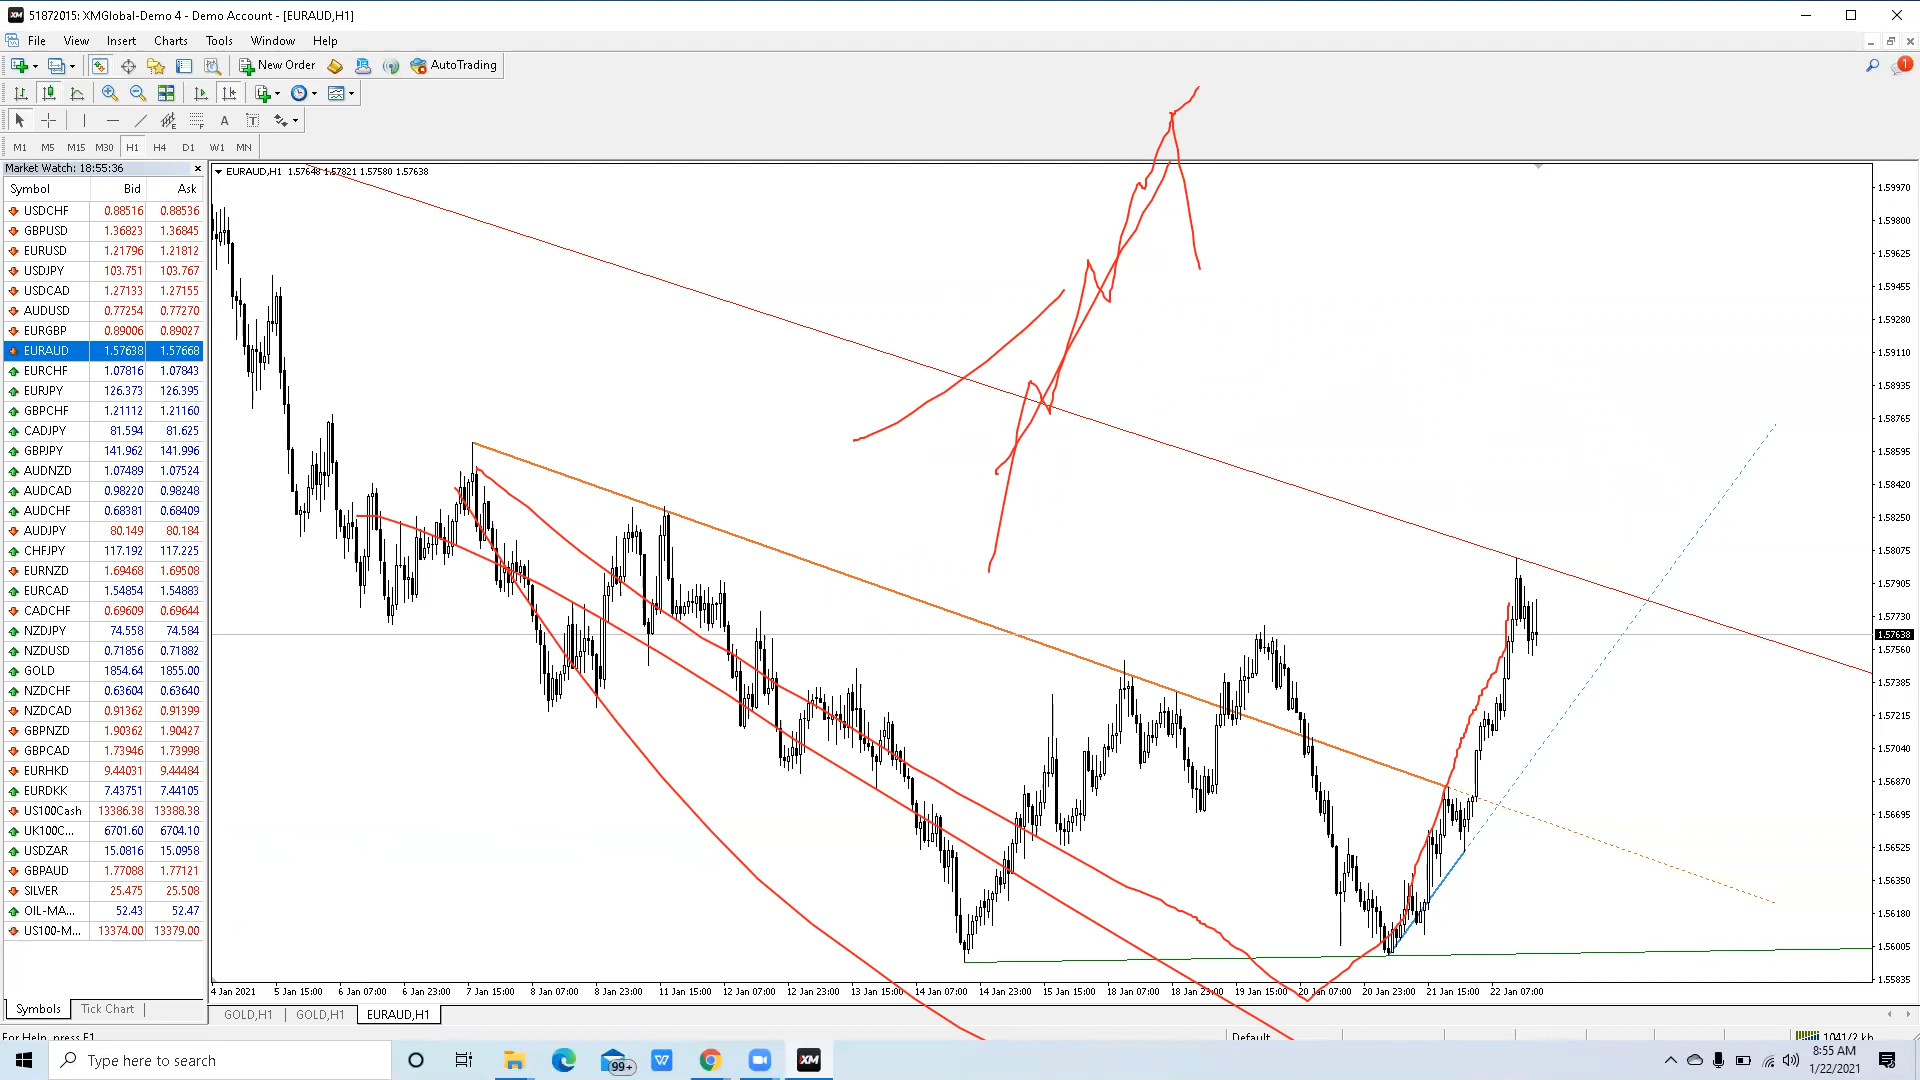 51872015: XMGlobal-Demo 4 - Demo Account - [EURAUD,H1]
File View Insert Charts Tools Window Help
New Order AutoTrading 1
M1 M5 M15 M30 H1 H4 D1 W1 MN
Market Watch: 18:55:36
Symbol Bid Ask
USDCHF 0.88516 0.88536
GBPUSD 1.36823 1.36845
EURUSD 1.21796 1.21812
USDJPY 103.751 103.767
USDCAD 1.27133 1.27155
AUDUSD 0.77254 0.77270
EURGBP 0.89006 0.89027
EURAUD 1.57638 1.57668
EURCHF 1.07816 1.07843
EURJPY 126.373 126.395
GBPCHF 1.21112 1.21160
CADJPY 81.594 81.625
GBPJPY 141.962 141.996
AUDNZD 1.07489 1.07524
AUDCAD 0.98220 0.98248
AUDCHF 0.68381 0.68409
AUDJPY 80.149 80.184
CHFJPY 117.192 117.225
EURNZD 1.69468 1.69508
EURCAD 1.54854 1.54883
CADCHF 0.69609 0.69644
NZDJPY 74.558 74.584
NZDUSD 0.71856 0.71882
GOLD 1854.64 1855.00
NZDCHF 0.63604 0.63640
NZDCAD 0.91362 0.91399
GBPNZD 1.90362 1.90427
GBPCAD 1.73946 1.73998
EURHKD 9.44031 9.44484
EURDKK 7.43751 7.44105
US100Cash 13386.38 13388.38
UK100C... 6701.60 6704.10
USDZAR 15.0816 15.0958
GBPAUD 1.77088 1.77121
SILVER 25.475 25.508
OIL-MA... 52.43 52.47
US100-M... 13374.00 13379.00
Symbols Tick Chart
EURAUD,H1 1.57648 1.57821 1.57580 1.57638
1.59970
1.59800
1.59625
1.59455
1.59280
1.59110
1.58935
1.58765
1.58595
1.58420
1.58250
1.58075
1.57905
1.57730
1.57638
1.57560
1.57385
1.57215
1.57040
1.56870
1.56695
1.56525
1.56350
1.56180
1.56005
1.55835
4 Jan 2021 5 Jan 15:00 6 Jan 07:00 6 Jan 23:00 7 Jan 15:00 8 Jan 07:00 8 Jan 23:00 11 Jan 15:00 12 Jan 07:00 12 Jan 23:00 13 Jan 15:00 14 Jan 07:00 14 Jan 23:00 15 Jan 15:00 18 Jan 07:00 18 Jan 23:00 19 Jan 15:00 20 Jan 07:00 20 Jan 23:00 21 Jan 15:00 22 Jan 07:00
GOLD,H1 GOLD,H1 EURAUD,H1
For Help, press F1 Default 1041/2 kb
Type here to search 99+ XM 8:55 AM
1/22/2021